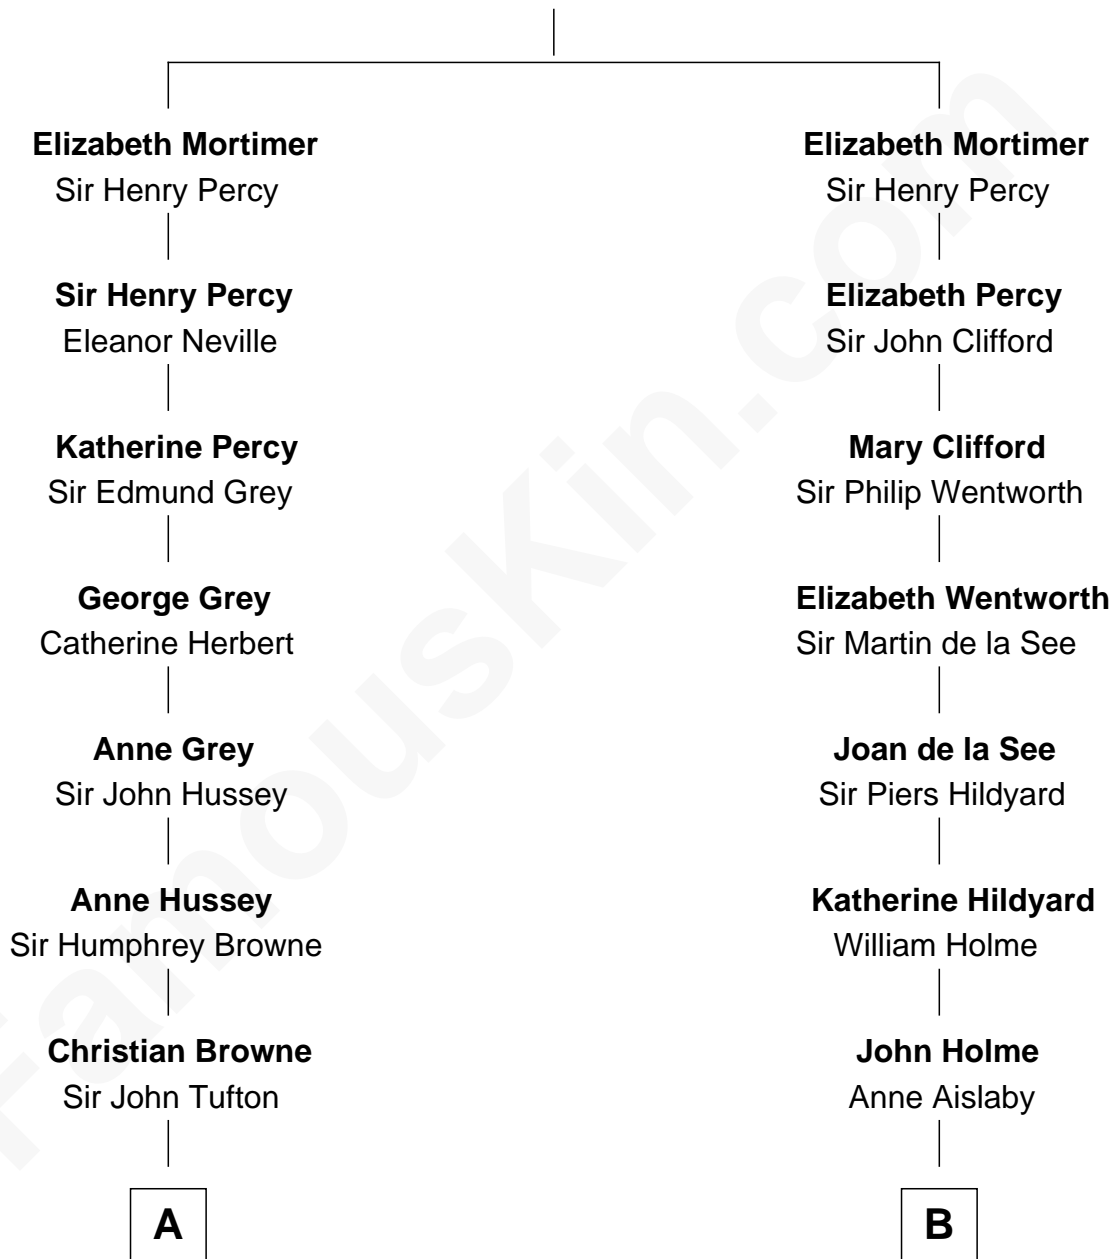 Elizabeth Mortimer
Sir Henry Percy
Sir Henry Percy
Eleanor Neville
Katherine Percy
Sir Edmund Grey
George Grey
Catherine Herbert
Anne Grey
Sir John Hussey
Anne Hussey
Sir Humphrey Browne
Christian Browne
Sir John Tufton
A
Elizabeth Mortimer
Sir Henry Percy
Elizabeth Percy
Sir John Clifford
Mary Clifford
Sir Philip Wentworth
Elizabeth Wentworth
Sir Martin de la See
Joan de la See
Sir Piers Hildyard
Katherine Hildyard
William Holme
John Holme
Anne Aislaby
B
FamousKin.com